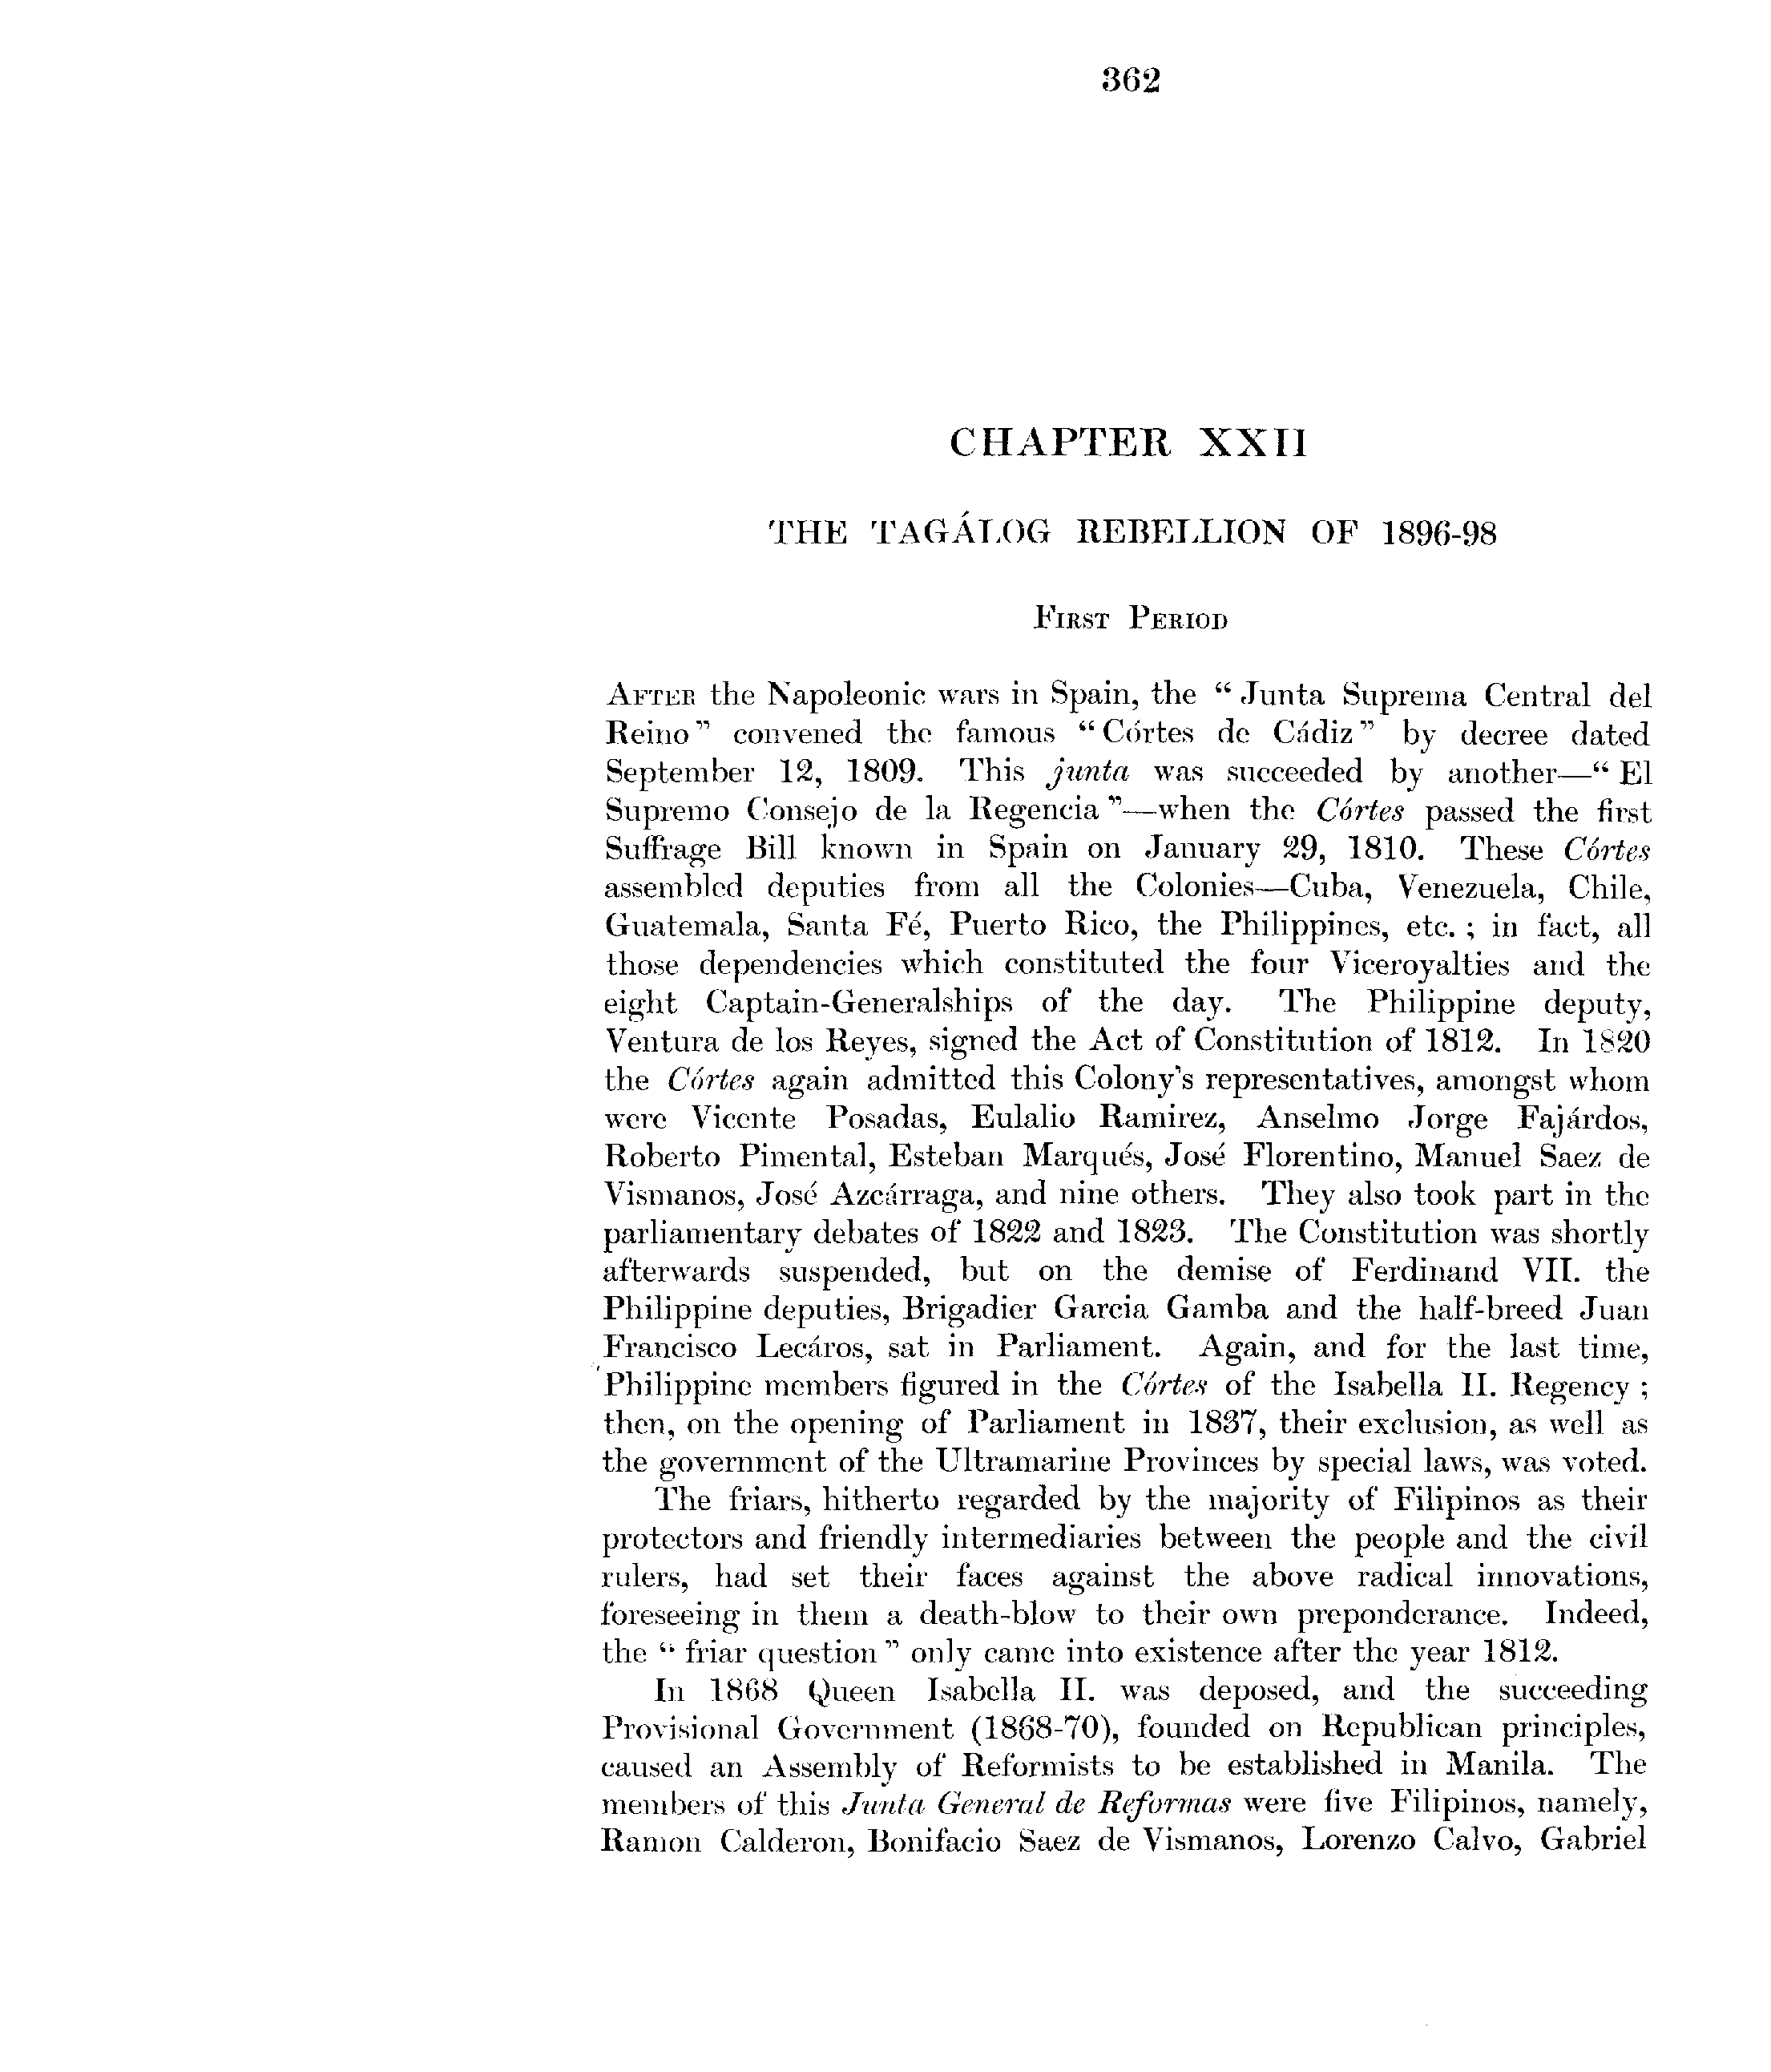 362
CHAPTER XXII
THE TAGÁLOG REBELLION OF 1896-98
First Period
After the Napoleonic wars in Spain, the “ Junta Suprema Central del
Reino” convened the famous “Córtes de Cádiz” by decree dated
September 12, 1809. This junta was succeeded by another—“ El
Supremo Consejo de la Regencia ”—when the Córtes passed the first
Suffrage Bill known in Spain on January 29, 1810. These Córtes
assembled deputies from all the Colonies—Cuba, Venezuela, Chile,
Guatemala, Santa Fé, Puerto Rico, the Philippines, etc. ; in fact, all
those dependencies which constituted the four Viceroyalties and the
eight Captain-Generalships of the day. The Philippine deputy,
Ventura de los Reyes, signed the Act of Constitution of 1812. In 1820
the Córtes again admitted this Colony's representatives, amongst whom
were Vicente Posadas, Eulalio Ramirez, Anselmo Jorge Fajárdos,
Roberto Pimental, Esteban Marqués, José Florentino, Manuel Saez de
Vismanos, José Azcárraga, and nine others. They also took part in the
parliamentary debates of 1822 and 1823. The Constitution was shortly
afterwards suspended, but on the demise of Ferdinand VII. the
Philippine deputies, Brigadier Garcia Gamba and the half-breed Juan
Francisco Lecáros, sat in Parliament. Again, and for the last time,
Philippine members figured in the Córtes of the Isabella II. Regency ;
then, on the opening of Parliament in 1837, their exclusion, as well as
the government of the Ultramarine Provinces by special laws, was voted.
The friars, hitherto regarded by the majority of Filipinos as their
protectors and friendly intermediaries between the people and the civil
rulers, had set their faces against the above radical innovations,
foreseeing in them a death-blow to their own preponderance. Indeed,
the “ friar question ” only came into existence after the year 1812.
In 1868 Queen Isabella II. was deposed, and the succeeding
Provisional Government (1868-70), founded on Republican principles,
caused an Assembly of Reformists to be established in Manila. The
members of this Junta General de Reformas were five Filipinos, namely,
Ramon Calderon, Bonifacio Saez de Vismanos, Lorenzo Calvo, Gabriel